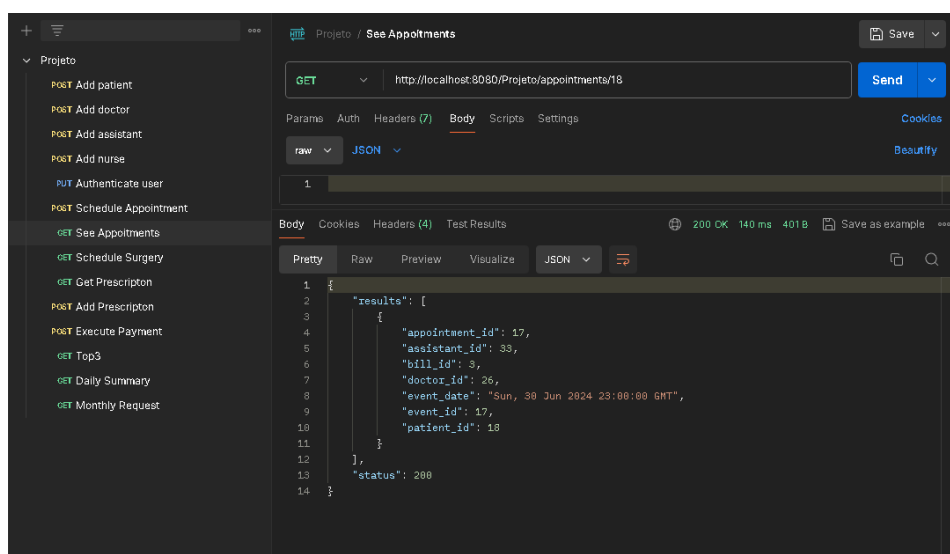 Projeto / See Appoitments
Save
Projeto
POST Add patient
POST Add doctor
POST Add assistant
POST Add nurse
PUT Authenticate user
POST Schedule Appointment
GET See Appoitments
GET Schedule Surgery
GET Get Prescripton
POST Add Prescripton
POST Execute Payment
GET Top3
GET Daily Summary
GET Monthly Request
GET http://localhost:8080/Projeto/appointments/18 Send
Params Auth Headers (7) Body Scripts Settings Cookies
raw JSON Beautify
1
Body Cookies Headers (4) Test Results 200 OK 140 ms 401 B Save as example
Pretty Raw Preview Visualize JSON
1 {
2 "results": [
3 {
4 "appointment_id": 17,
5 "assistant_id": 33,
6 "bill_id": 3,
7 "doctor_id": 26,
8 "event_date": "Sun, 30 Jun 2024 23:00:00 GMT",
9 "event_id": 17,
10 "patient_id": 18
11 }
12 ],
13 "status": 200
14 }